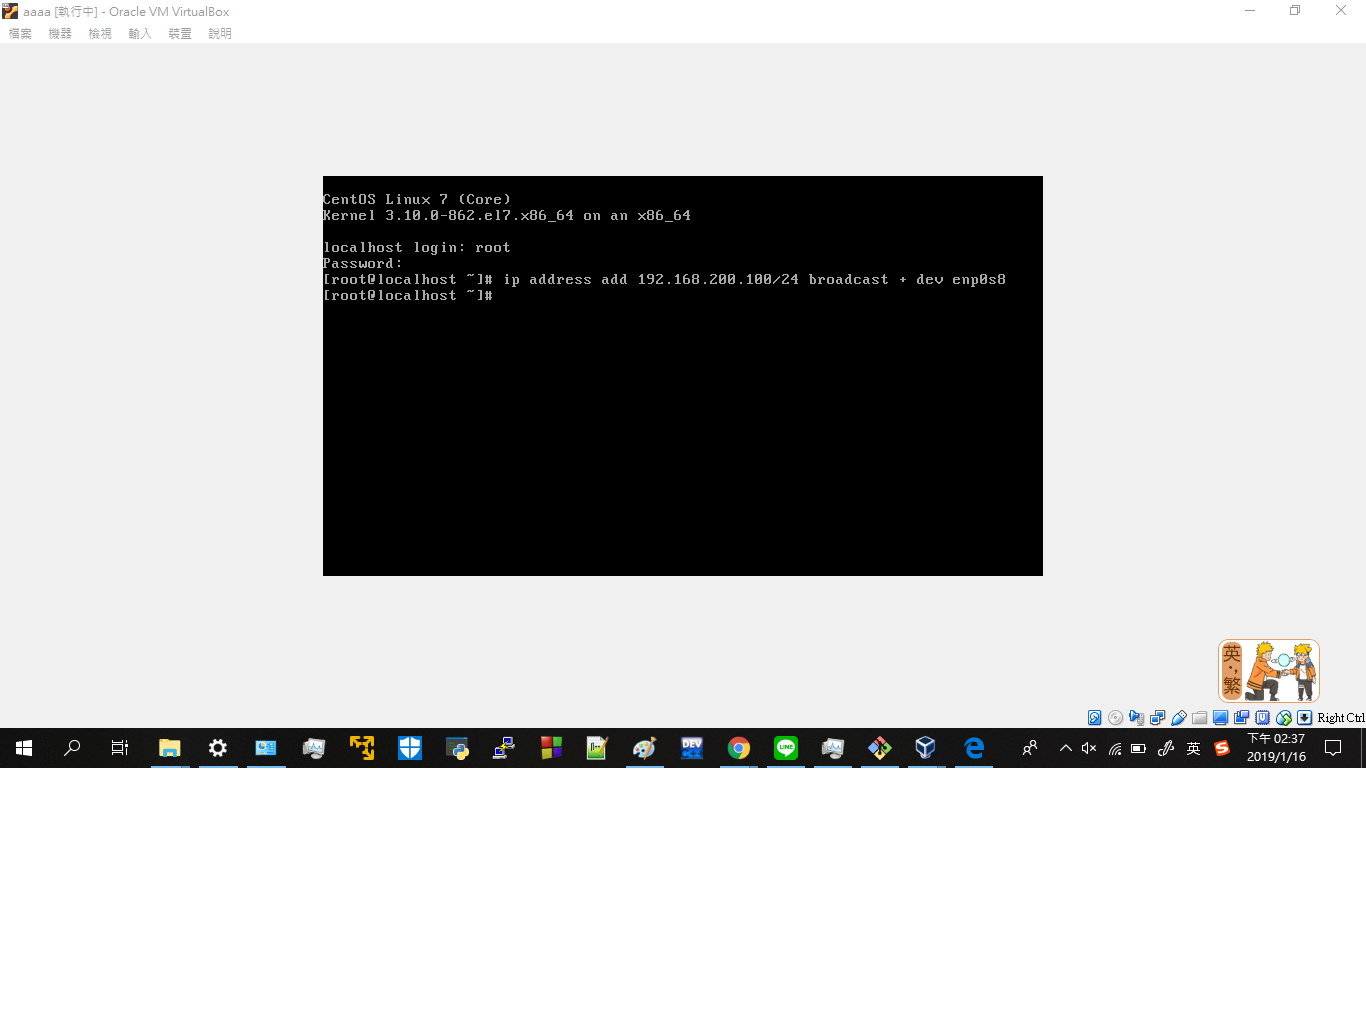 aaaa [執行中] - Oracle VM VirtualBox
檔案 機器 檢視 輸入 裝置 說明
CentOS Linux 7 (Core)
Kernel 3.10.0-862.el7.x86_64 on an x86_64
localhost login: root
Password:
[root@localhost ~]# ip address add 192.168.200.100/24 broadcast + dev enp0s8
[root@localhost ~]#
英
·,
繁
Right Ctrl
DEV
LINE
英
下午 02:37
2019/1/16